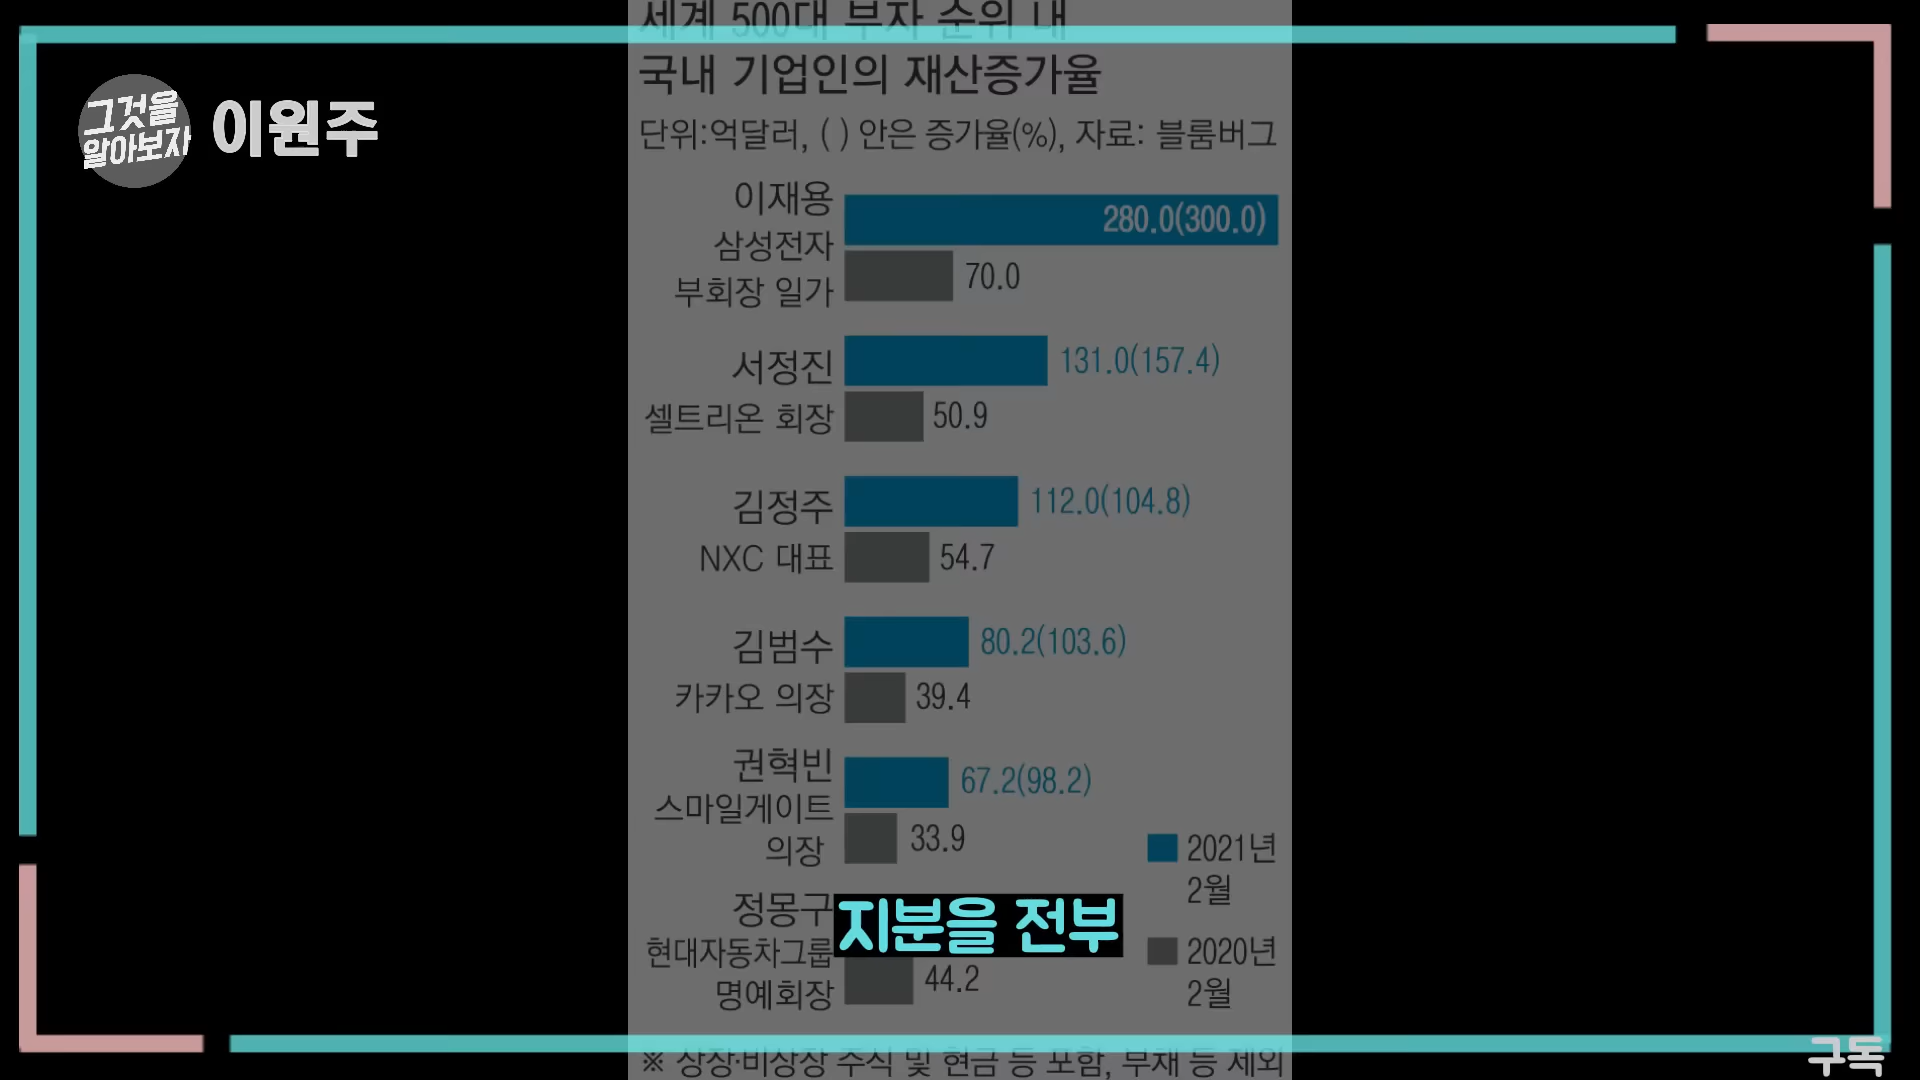 세계 500대 부자 순위 내
국내 기업인의 재산증가율
단위:억달러, ( ) 안은 증가율(%), 자료: 블룸버그
그것을
알아보자
이원주
이재용
삼성전자
부회장 일가
280.0(300.0)
70.0
서정진
셀트리온 회장
131.0(157.4)
50.9
김정주
NXC 대표
112.0(104.8)
54.7
김범수
카카오 의장
80.2(103.6)
39.4
권혁빈
스마일게이트
의장
67.2(98.2)
33.9
정몽구
현대자동차그룹
명예회장
44.2
2021년
2월
2020년
2월
지분을 전부
※ 상장·비상장 주식 및 현금 등 포함, 부채 등 제외
구독